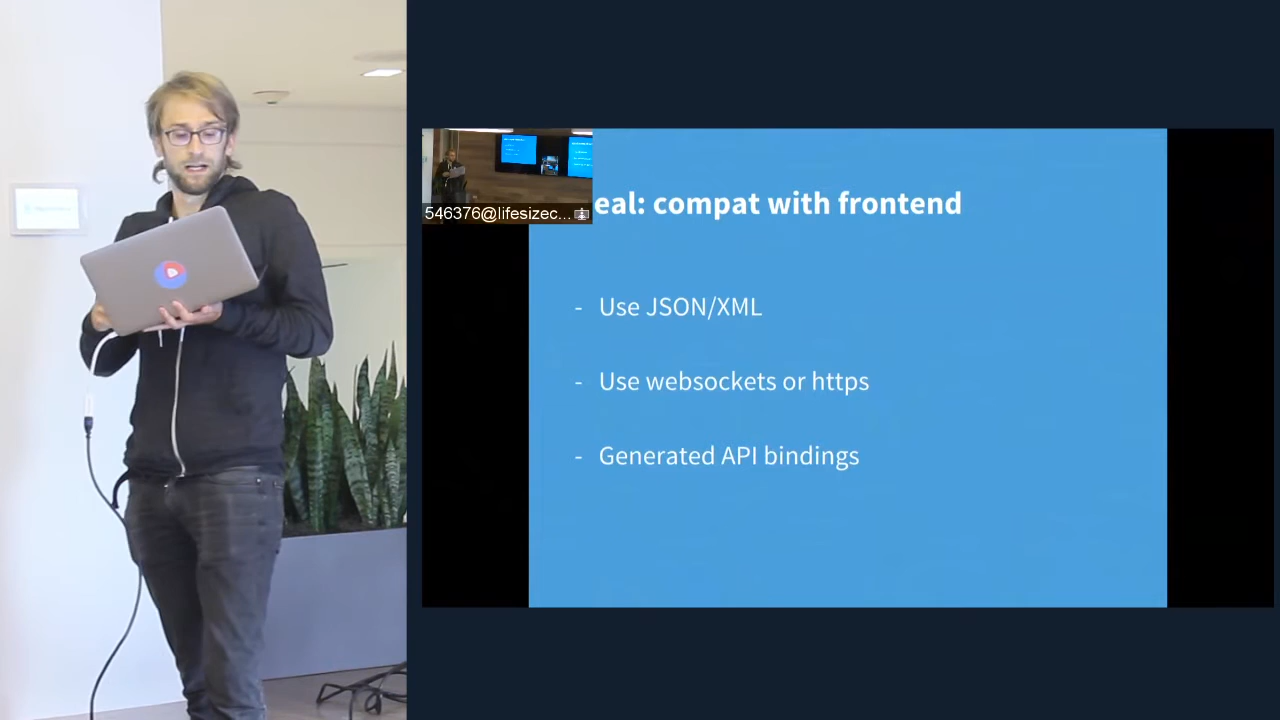 546376@lifesizec...
eal: compat with frontend
- Use JSON/XML
- Use websockets or https
- Generated API bindings